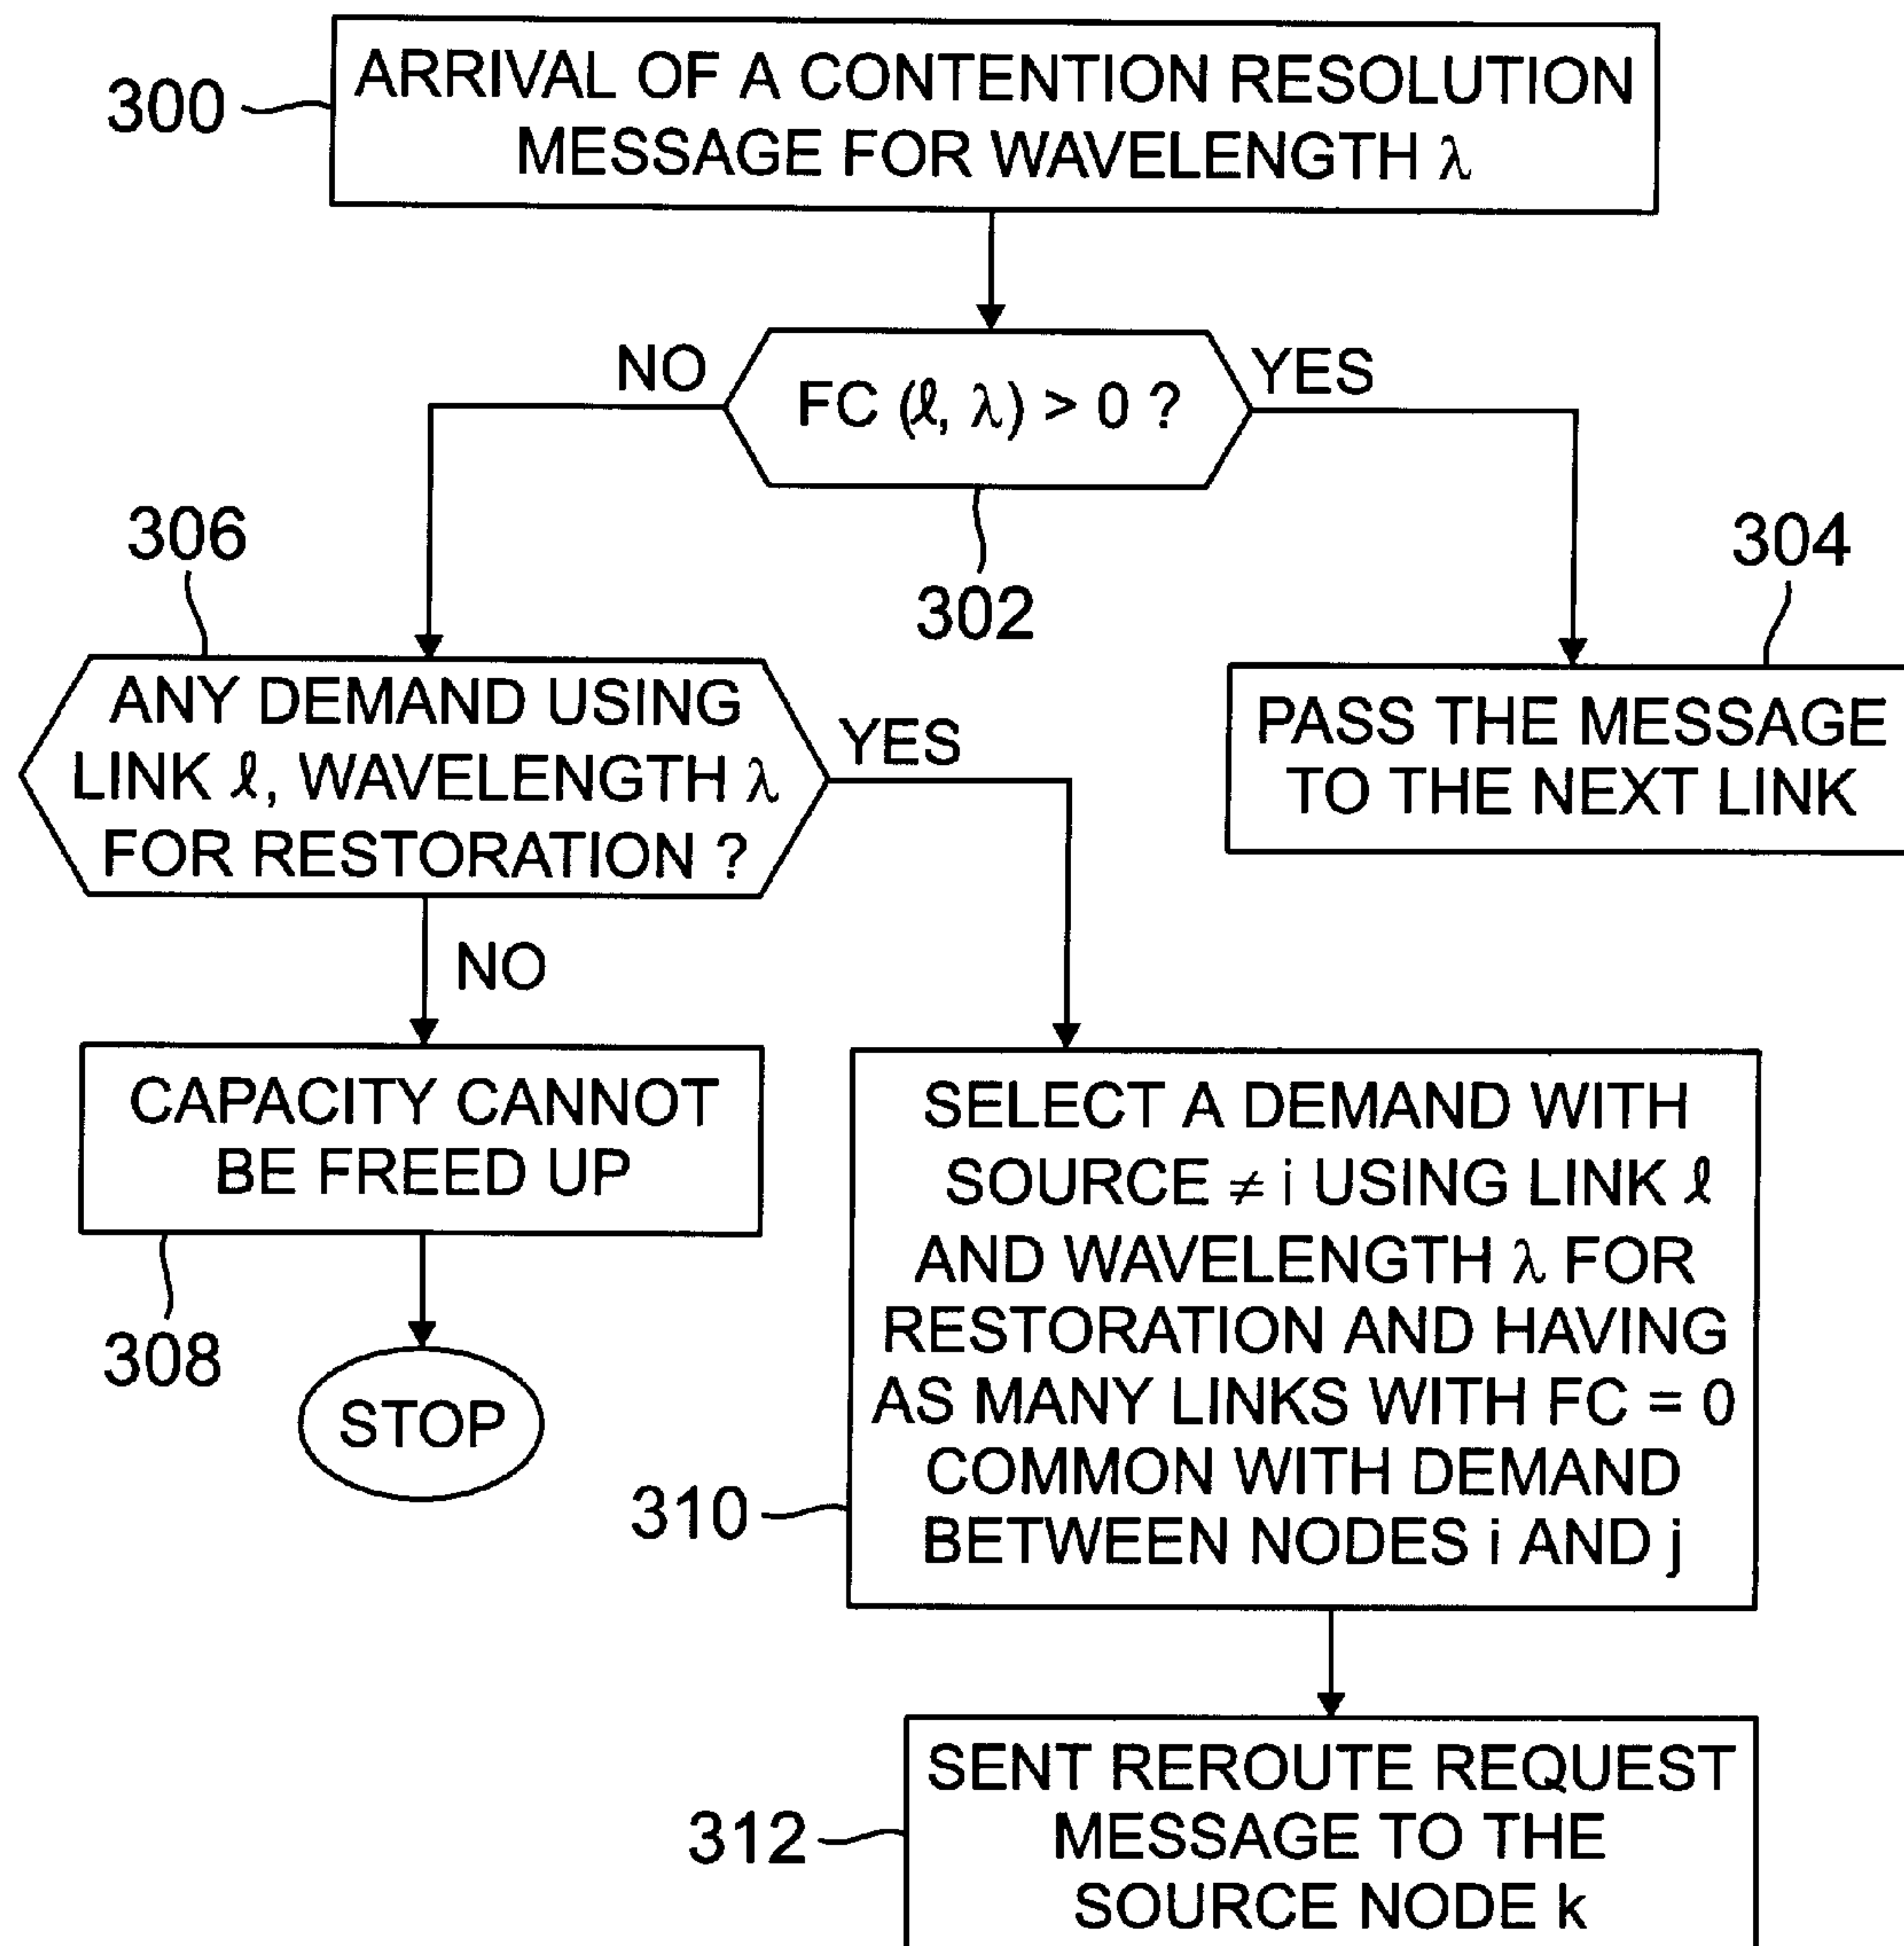 300
ARRIVAL OF A CONTENTION RESOLUTION
MESSAGE FOR WAVELENGTH λ
NO
FC (ℓ, λ) > 0 ?
YES
302
306
ANY DEMAND USING
LINK ℓ, WAVELENGTH λ
FOR RESTORATION ?
YES
304
PASS THE MESSAGE
TO THE NEXT LINK
NO
CAPACITY CANNOT
BE FREED UP
308
STOP
SELECT A DEMAND WITH
SOURCE ≠ i USING LINK ℓ
AND WAVELENGTH λ FOR
RESTORATION AND HAVING
AS MANY LINKS WITH FC = 0
COMMON WITH DEMAND
BETWEEN NODES i AND j
310
SENT REROUTE REQUEST
MESSAGE TO THE
SOURCE NODE k
312